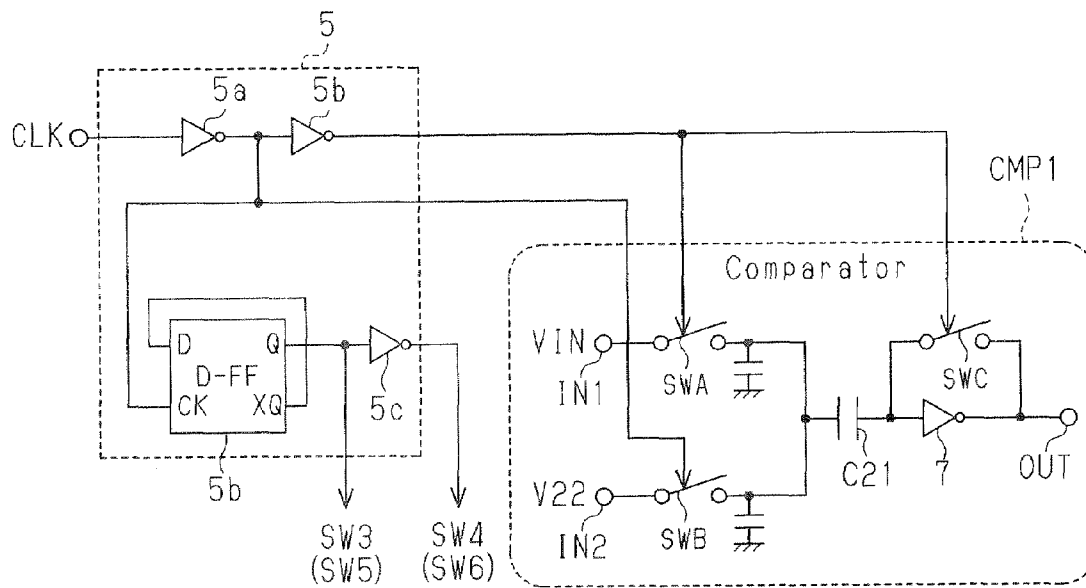 5
5a
5b
CLK
CMP1
Comparator
D
Q
D-FF
CK
XQ
5c
5b
VIN
IN1
SWA
SWC
C21
7
OUT
V22
IN2
SWB
SW3
(SW5)
SW4
(SW6)